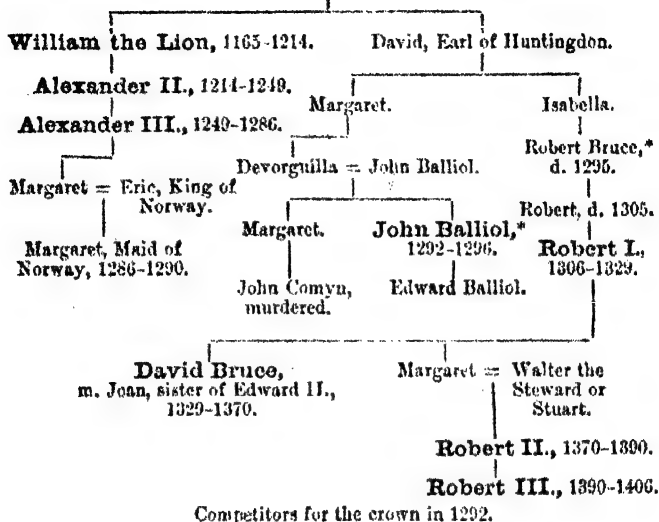 William the Lion, 1165-1214. David, Earl of Huntingdon.
Alexander II., 1214-1249.
Margaret. Isabella.
Alexander III., 1249-1286.
Robert Bruce,*
d. 1295.
Devorguilla = John Balliol.
Margaret = Eric, King of
Norway.
Robert, d. 1305.
Margaret. John Balliol,*
1292-1296.
Robert I.,
1306-1329.
Margaret, Maid of
Norway, 1286-1290.
John Comyn,
murdered.
Edward Balliol.
David Bruce,
m. Joan, sister of Edward II.,
1329-1370.
Margaret = Walter the
Steward or
Stuart.
Robert II., 1370-1390.
Robert III., 1390-1406.
Competitors for the crown in 1292.